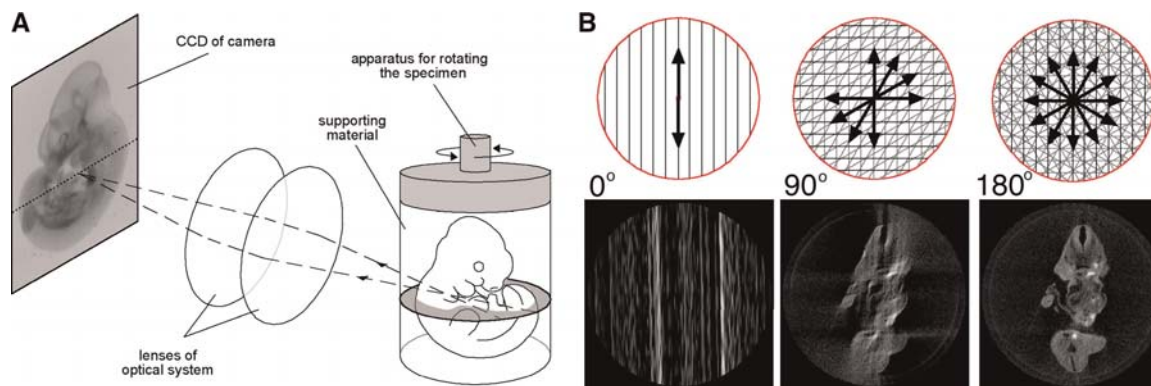 A
CCD of camera
apparatus for rotating
the specimen
supporting
material
lenses of
optical system
B
0°
90°
180°